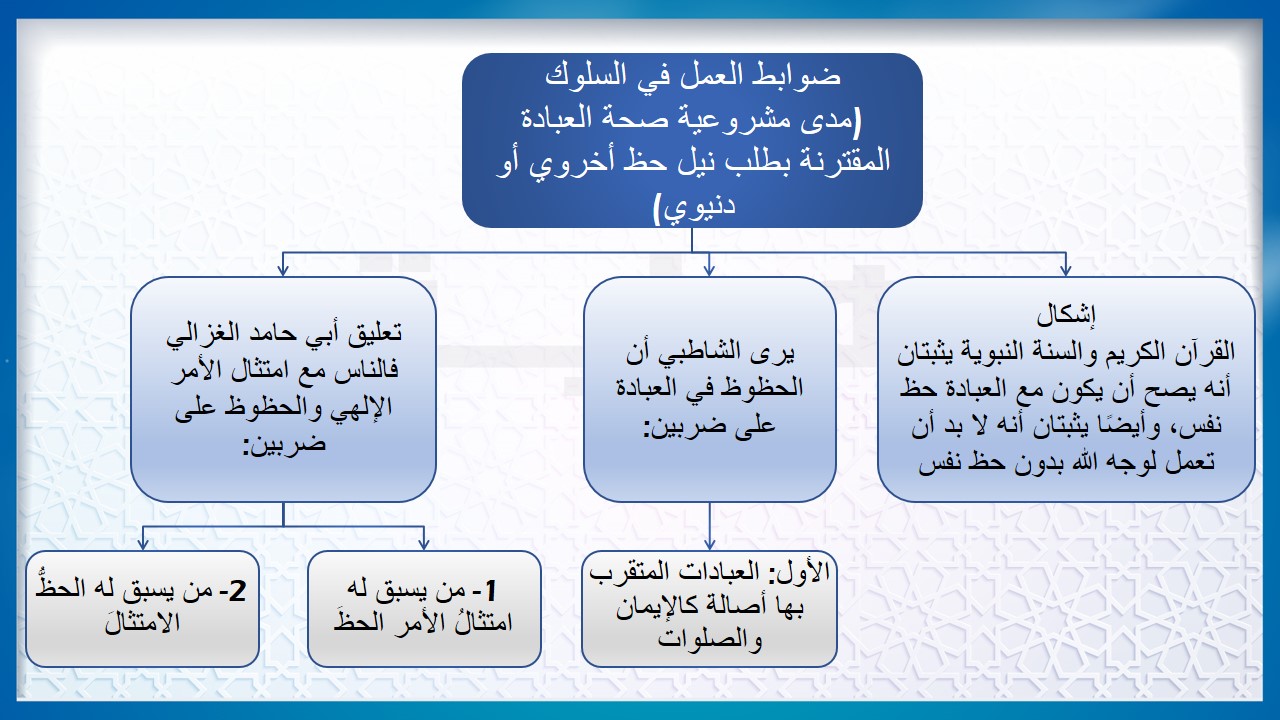 ضوابط العمل في السلوك
(مدى مشروعية صحة العبادة
المقترنة بطلب نيل حظ أخروي أو
دنيوي)
إشكال
القرآن الكريم والسنة النبوية يثبتان
أنه يصح أن يكون مع العبادة حظ
نفس، وأيضًا يثبتان أنه لا بد أن
تعمل لوجه الله بدون حظ نفس
يرى الشاطبي أن
الحظوظ في العبادة
على ضربين:
تعليق أبي حامد الغزالي
فالناس مع امتثال الأمر
الإلهي والحظوظ على
ضربين:
الأول: العبادات المتقرب
بها أصالة كالإيمان
والصلوات
1- من يسبق له
امتثالُ الأمر الحظَ
2- من يسبق له الحظُّ
الامتثالَ